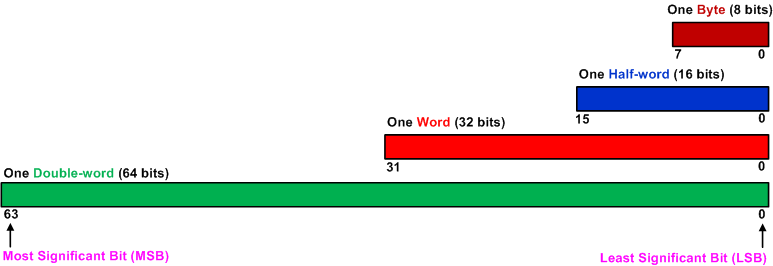 One Byte (8 bits)
7 0
One Half-word (16 bits)
15 0
One Word (32 bits)
31 0
One Double-word (64 bits)
63 0
Most Significant Bit (MSB)
Least Significant Bit (LSB)